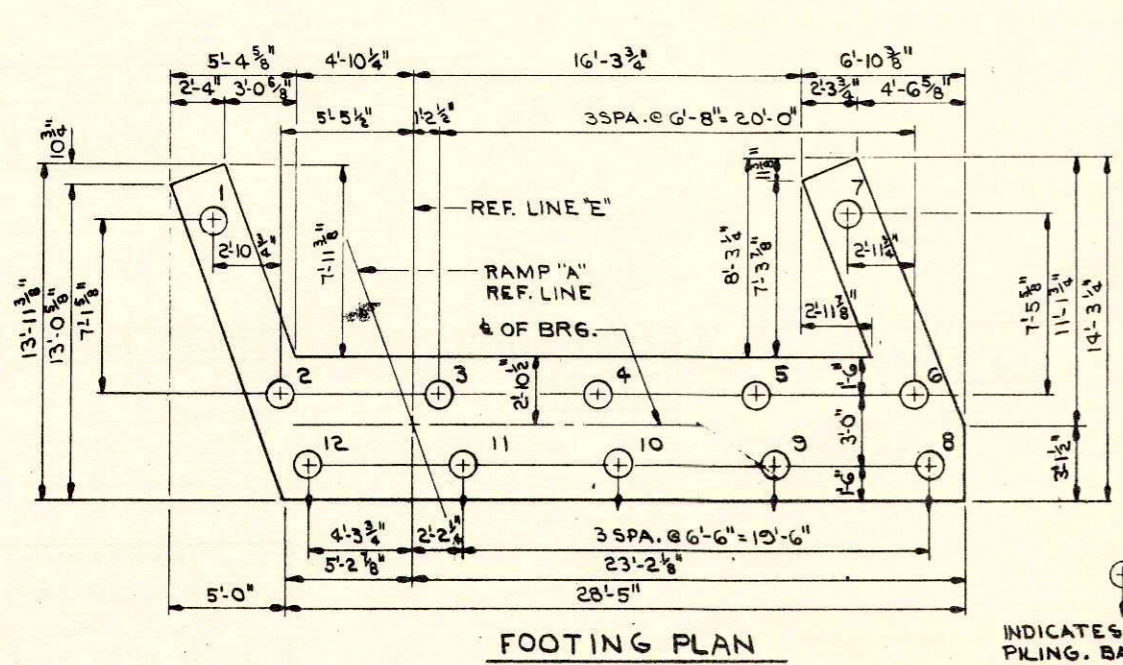 5'-4 5/8" 4'-10 1/4" 16'-3 3/4" 6'-10 3/8"
2'-4" 3'-0 5/8" 2'-3 3/4" 4'-6 5/8"
5'-5 1/2" 1'2 1/2" 3 SPA. @ 6'-8" = 20'-0"
10 3/4"
11 3/8"
1
7
REF. LINE "E"
2'-10 3/4"
2'-11 3/4"
7'-11 3/8"
8'-3 1/4"
7'-3 7/8"
RAMP "A"
REF. LINE
13'-11 3/8"
13'-0 5/8"
7'-1 5/8"
7'-5 5/8"
11'-1 3/4"
14'-3 1/4"
2'-11 7/8"
℄ OF BRG.
2 3 4 5 6
2'-10 1/2"
1'-6"
3'-0"
12 11 10 9 8
1'-6"
3'-1 1/2"
4'-3 3/4" 2'-2 1/4" 3 SPA. @ 6'-6" = 19'-6"
5'-2 7/8" 23'-2 1/8"
5'-0" 28'-5"
FOOTING PLAN
INDICATES
PILING. BA